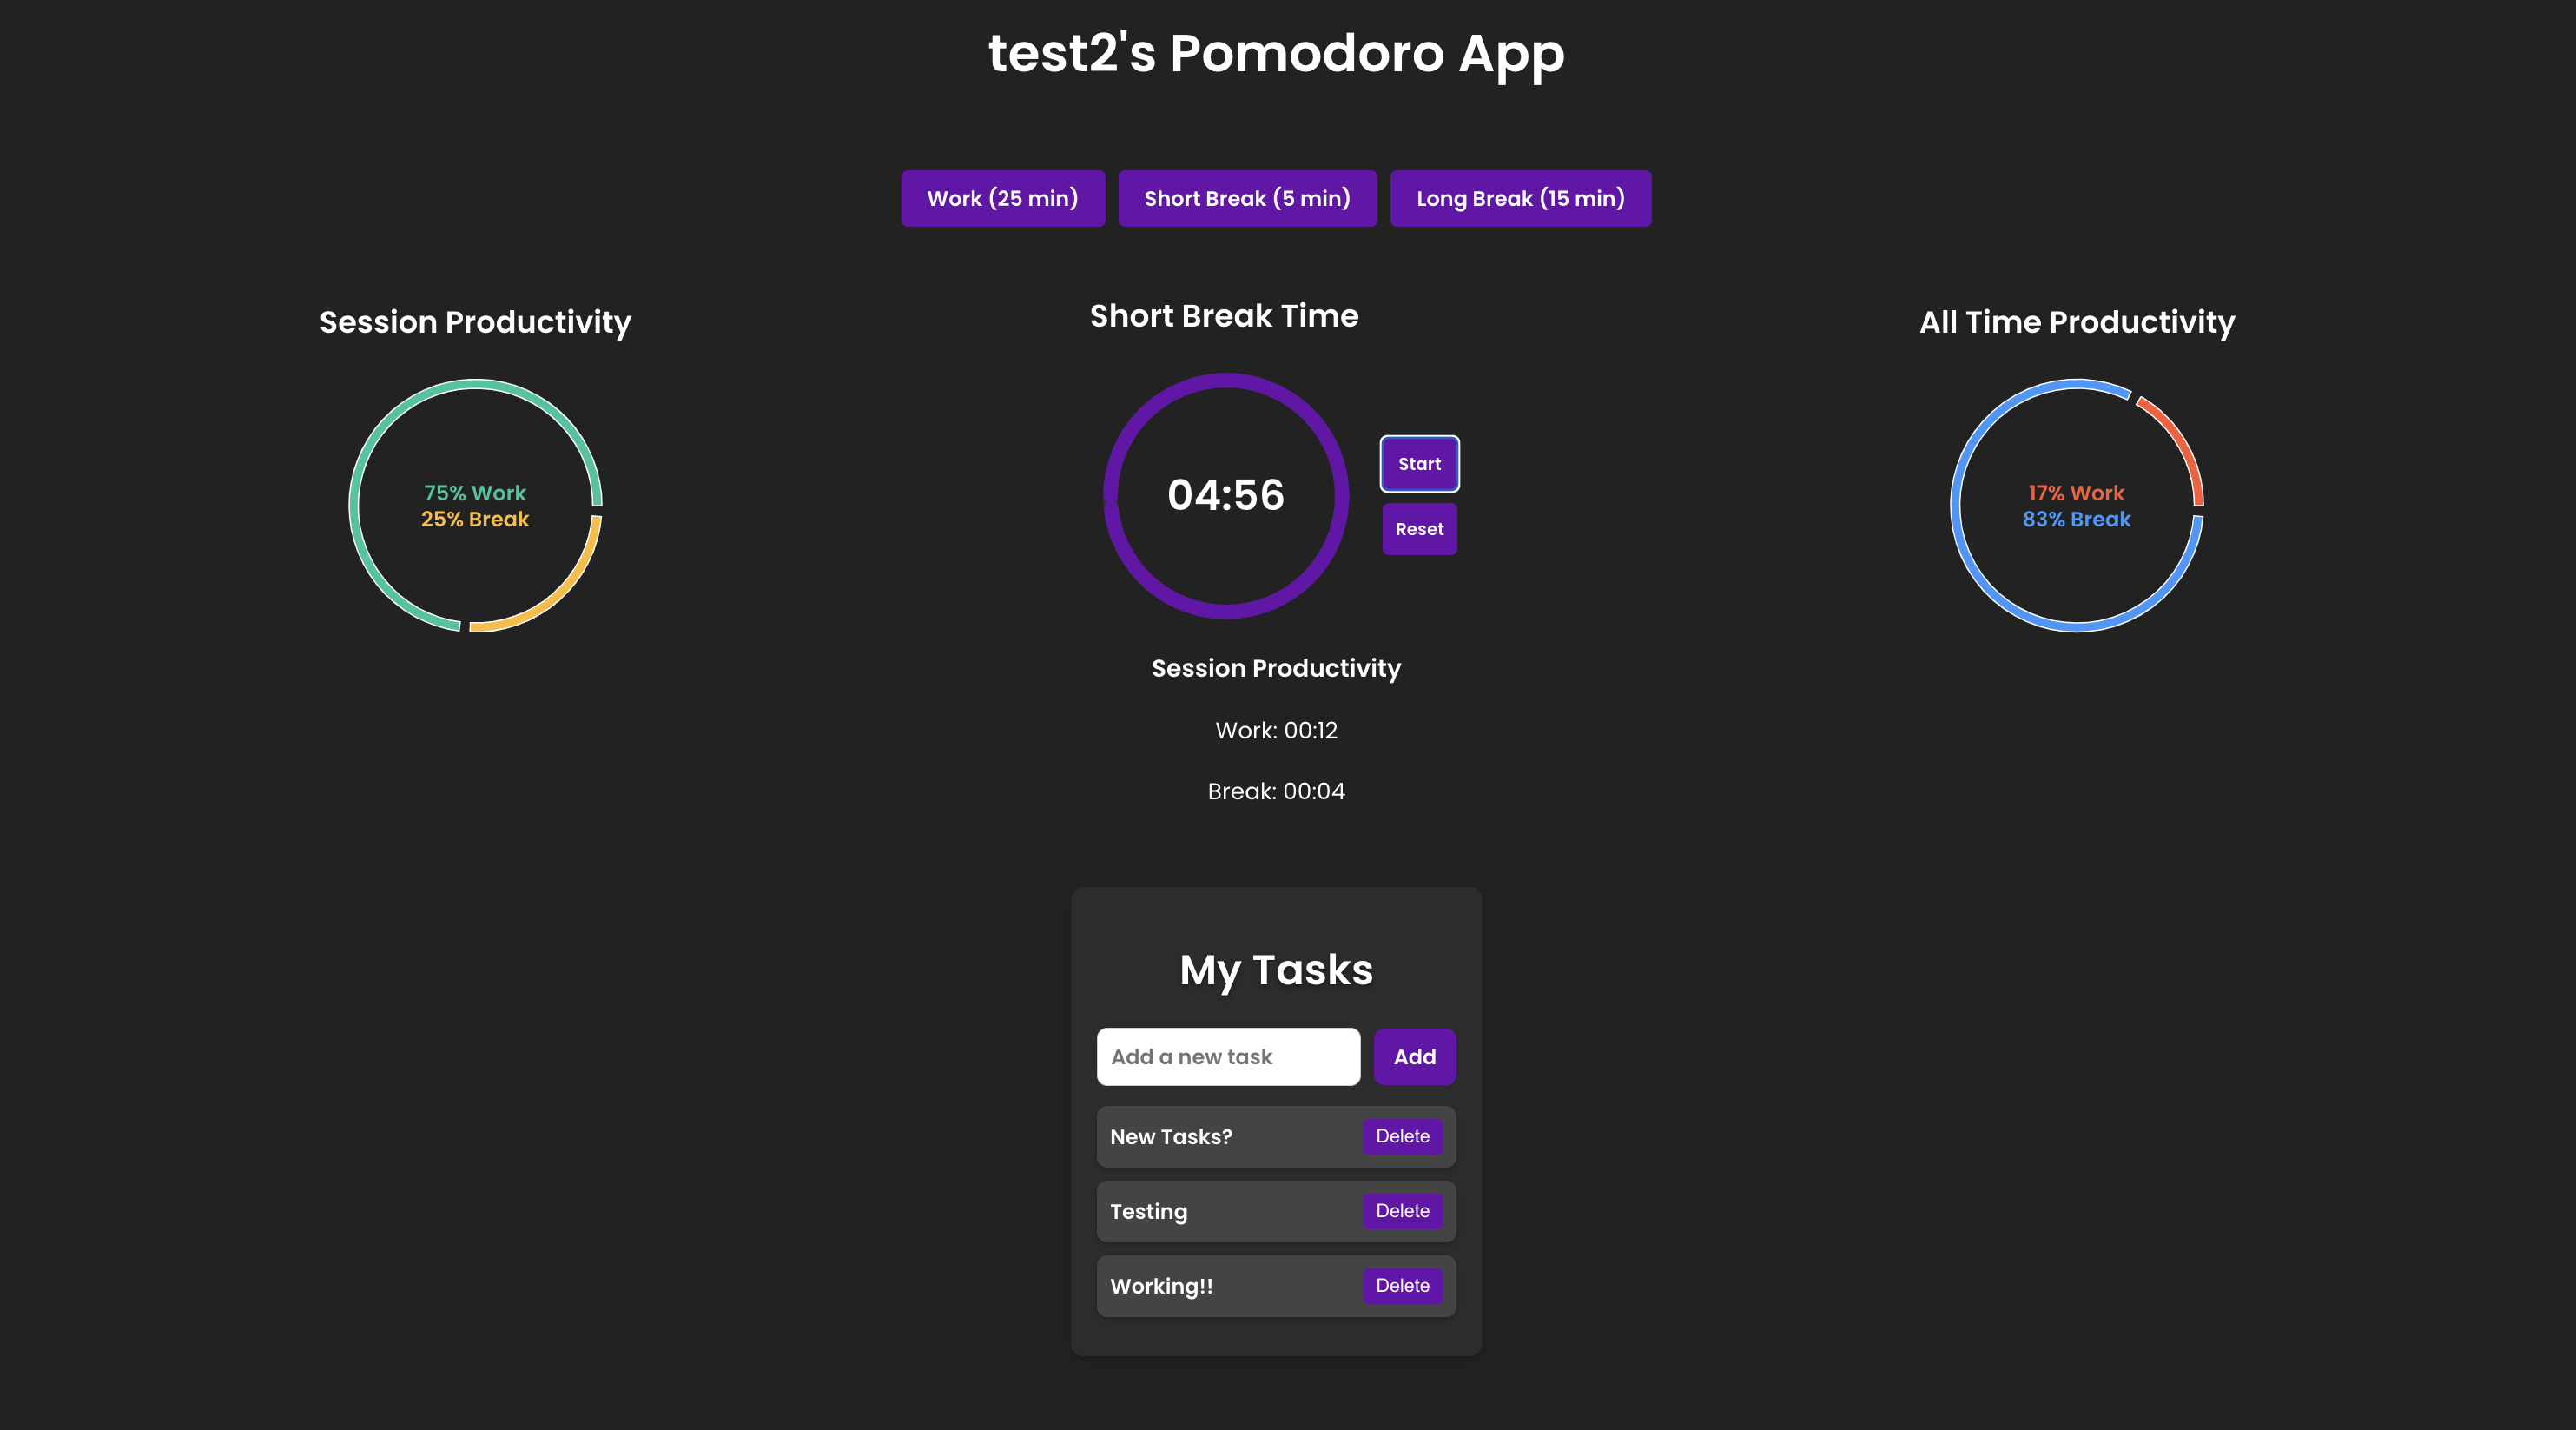 test2's Pomodoro App
Work (25 min)
Short Break (5 min)
Long Break (15 min)
Session Productivity
75% Work
25% Break
Short Break Time
04:56
Start
Reset
All Time Productivity
17% Work
83% Break
Session Productivity
Work: 00:12
Break: 00:04
My Tasks
Add a new task
Add
New Tasks?
Delete
Testing
Delete
Working!!
Delete